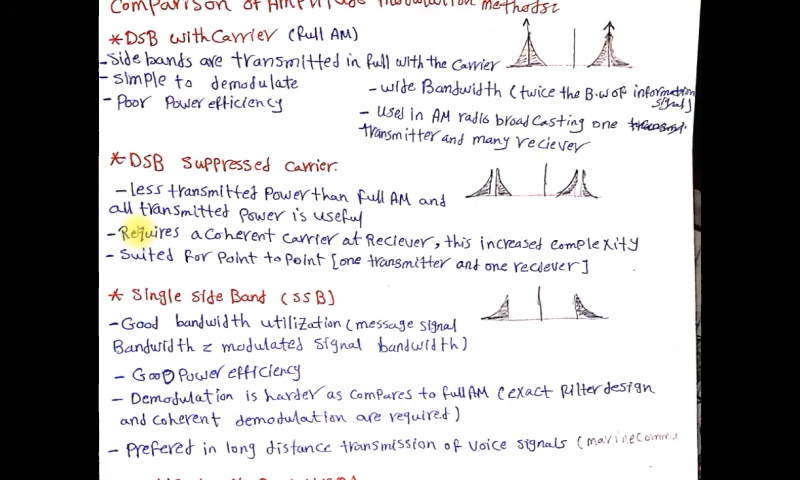 Comparison of Amplitude Modulation Methods:
* DSB with Carrier (full AM)
- Side bands are transmitted in full with the Carrier
- Simple to demodulate
- Poor Power efficiency
- wide Bandwidth (twice the B.w of information signal)
- Used in AM radio broad Casting one
transmitter and many reciever
* DSB Suppressed Carrier.
- Less transmitted Power than full AM and
all transmitted Power is useful
- Requires a Coherent Carrier at Reciever, this increased complexity
- Suited for Point to Point [one transmitter and one reciever]
* Single side Band (SSB)
- Good bandwidth utilization (message signal
Bandwidth = modulated signal bandwidth)
- Good Power efficiency
- Demodulation is harder as compares to full AM (exact filter design
and coherent demodulation are required)
- Prefered in long distance transmission of voice signals (marine commu